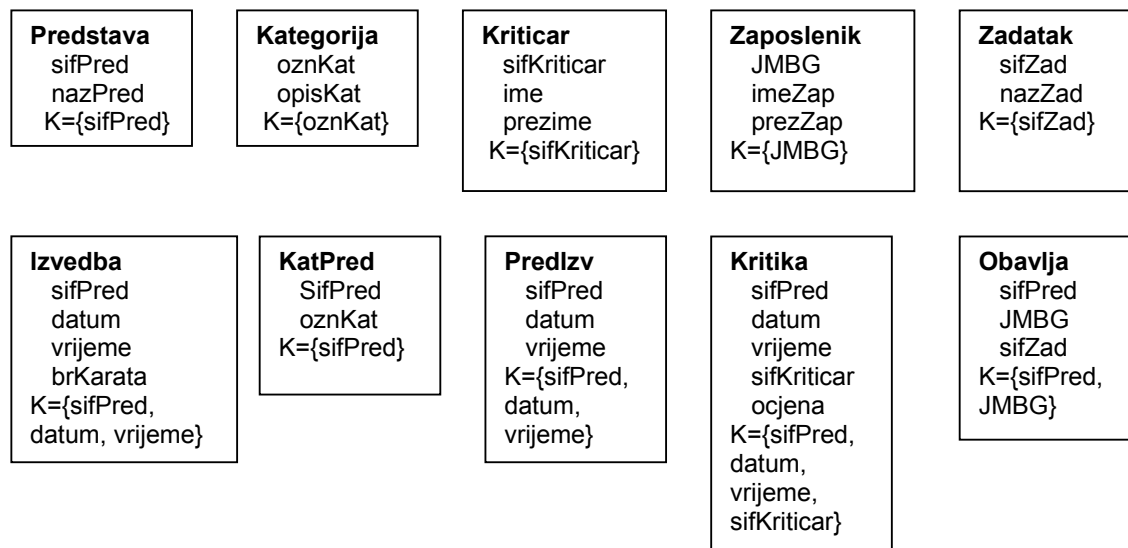 Predstava
sifPred
nazPred
K={sifPred}
Kategorija
oznKat
opisKat
K={oznKat}
Kriticar
sifKriticar
ime
prezime
K={sifKriticar}
Zaposlenik
JMBG
imeZap
prezZap
K={JMBG}
Zadatak
sifZad
nazZad
K={sifZad}
Izvedba
sifPred
datum
vrijeme
brKarata
K={sifPred,
datum, vrijeme}
KatPred
SifPred
oznKat
K={sifPred}
PredIzv
sifPred
datum
vrijeme
K={sifPred,
datum,
vrijeme}
Kritika
sifPred
datum
vrijeme
sifKriticar
ocjena
K={sifPred,
datum,
vrijeme,
sifKriticar}
Obavlja
sifPred
JMBG
sifZad
K={sifPred,
JMBG}